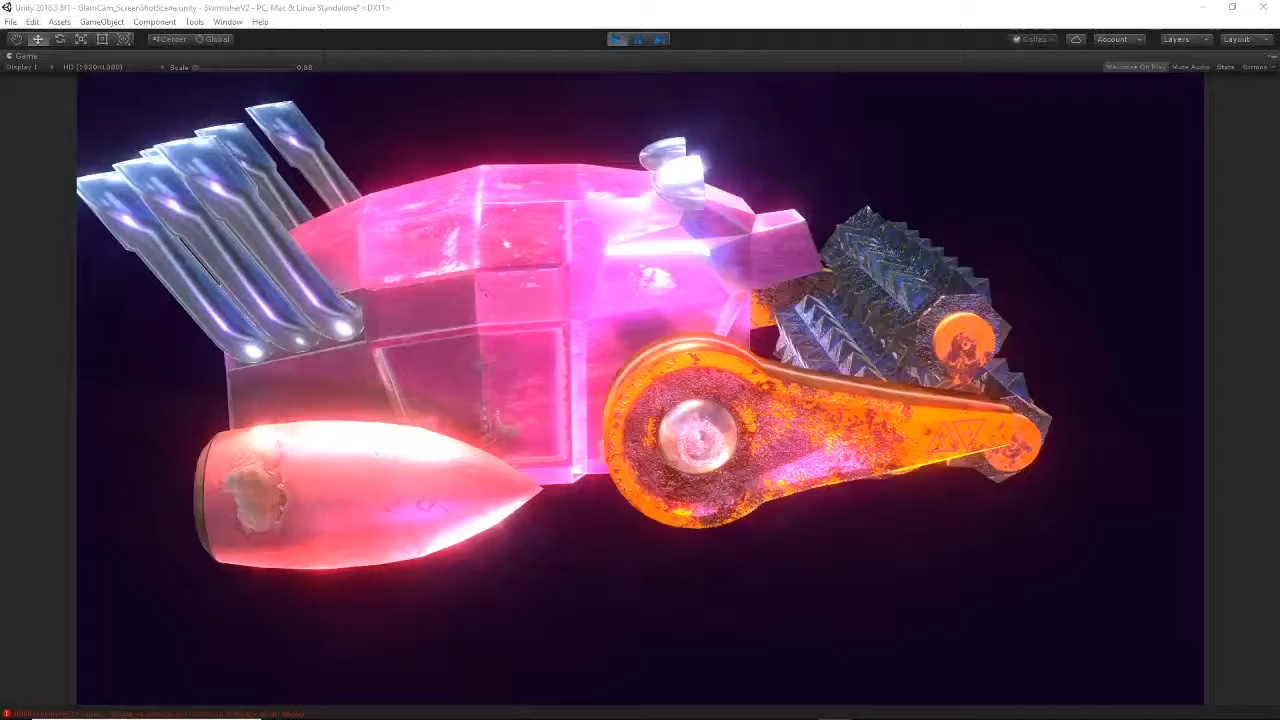 Unity 2018.3.8f1 - GlamCam_ScreenShotScene.unity - SkirmisherV2 - PC, Mac & Linux Standalone* <DX11>
File Edit Assets GameObject Component Tools Window Help
Center Global Collab Account Layers Layout
Game
Display 1 HD (1920x1080) Scale 0.88 Maximize On Play Mute Audio Stats Gizmos